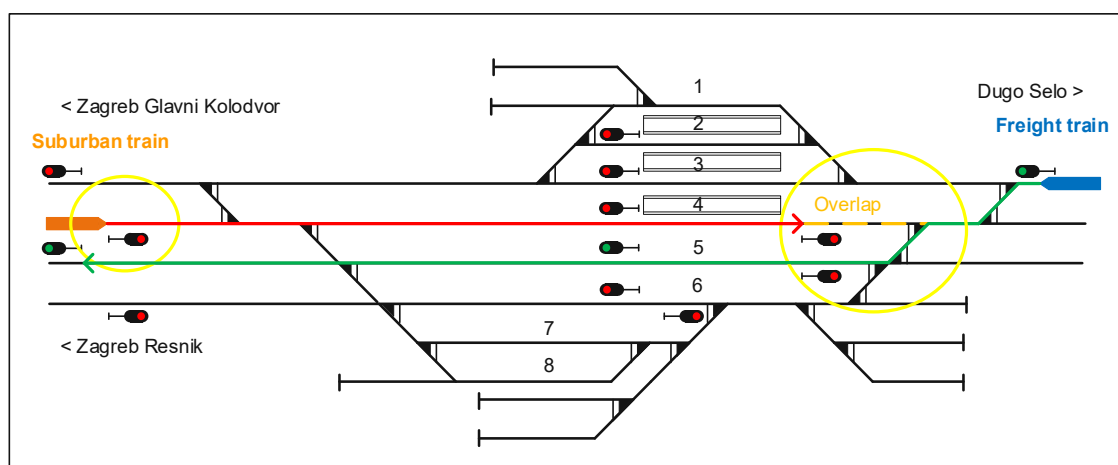 1
< Zagreb Glavni Kolodvor
Dugo Selo >
Suburban train
2
Freight train
3
4
Overlap
5
6
7
< Zagreb Resnik
8